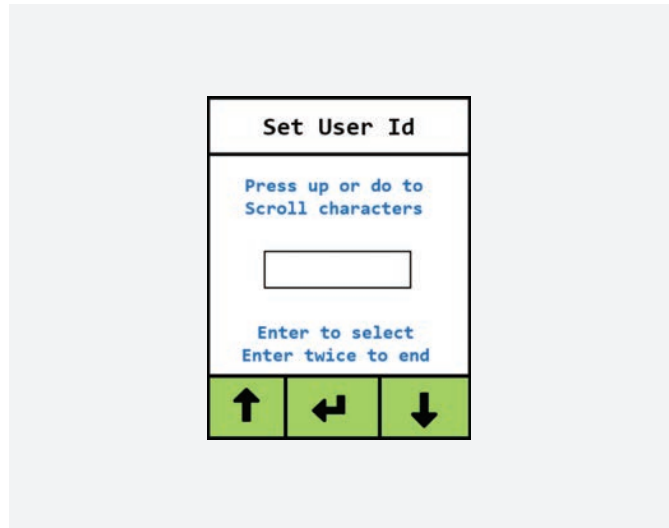 Set User Id
Press up or do to
Scroll characters
Enter to select
Enter twice to end